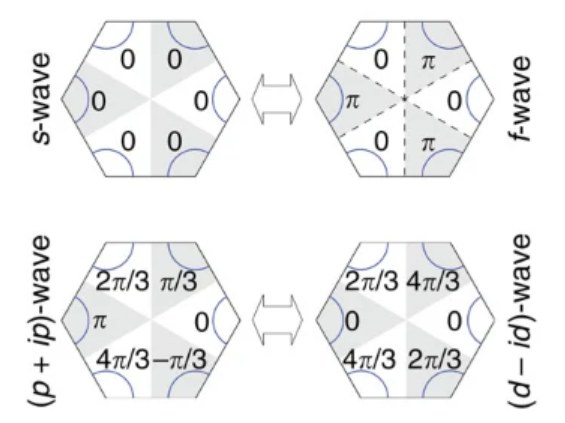 s-wave
0 0
0 0
0 0
0 π
π 0
0 π
f-wave
(p + ip)-wave
2π/3 π/3
π 0
4π/3 −π/3
2π/3 4π/3
0 0
4π/3 2π/3
(d − id)-wave